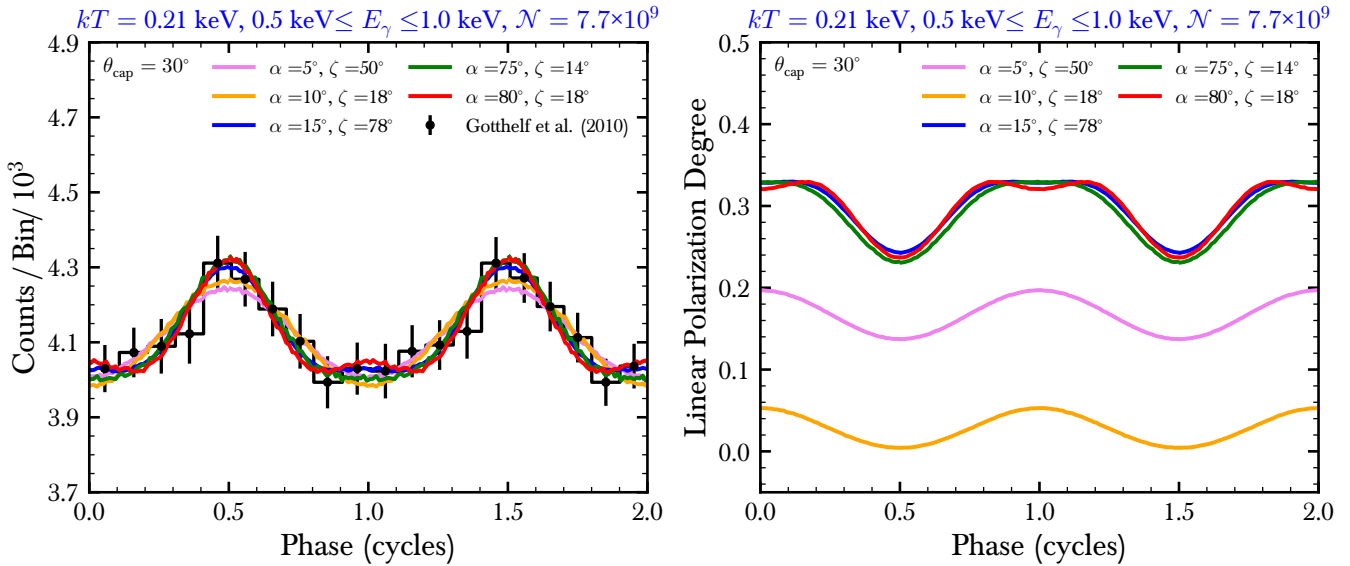 kT = 0.21 keV, 0.5 keV≤ Eγ ≤1.0 keV, 𝒩 = 7.7×10⁹
θcap = 30°
α =5°, ζ =50°
α =10°, ζ =18°
α =15°, ζ =78°
α =75°, ζ =14°
α =80°, ζ =18°
Gotthelf et al. (2010)
Counts / Bin/ 10³
4.9
4.7
4.5
4.3
4.1
3.9
3.7
0.0 0.5 1.0 1.5 2.0
Phase (cycles)
kT = 0.21 keV, 0.5 keV≤ Eγ ≤1.0 keV, 𝒩 = 7.7×10⁹
θcap = 30°
α =5°, ζ =50°
α =10°, ζ =18°
α =15°, ζ =78°
α =75°, ζ =14°
α =80°, ζ =18°
Linear Polarization Degree
0.5
0.4
0.3
0.2
0.1
0.0
0.0 0.5 1.0 1.5 2.0
Phase (cycles)